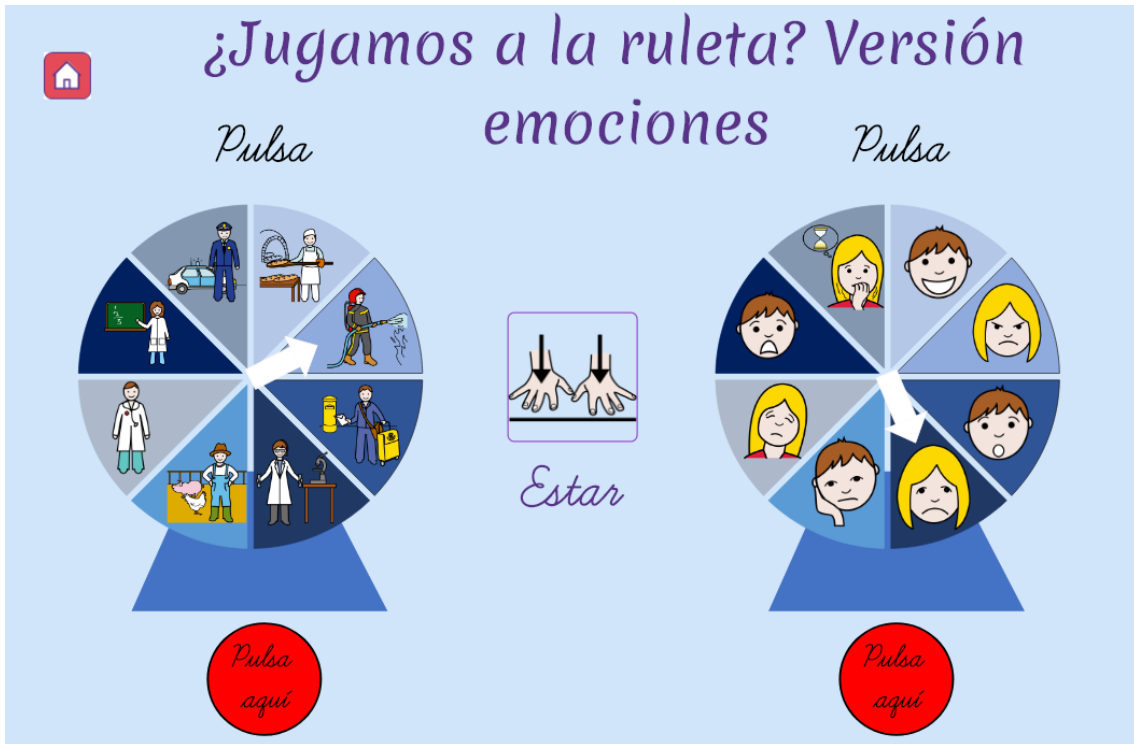 ¿Jugamos a la ruleta? Versión
emociones
Pulsa
Pulsa
Estar
Pulsa
aquí
Pulsa
aquí